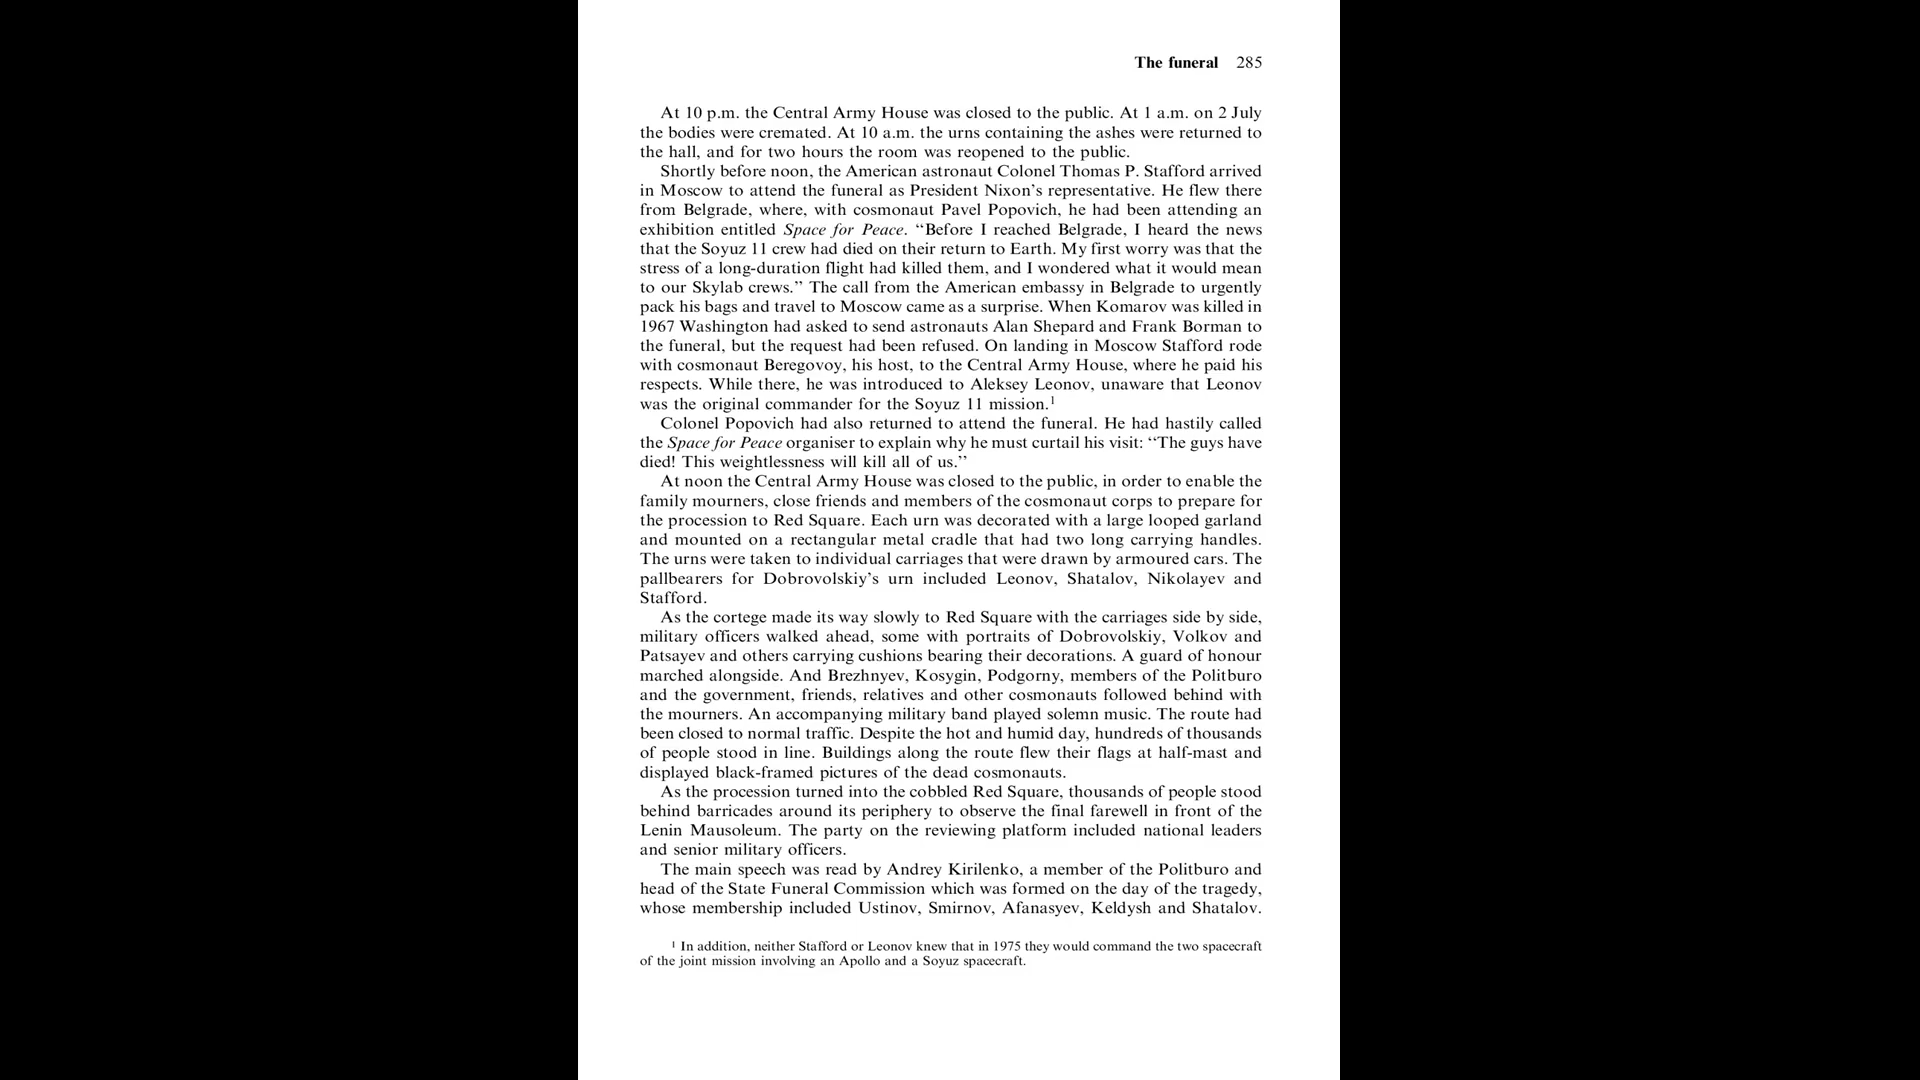 The funeral 285
At 10 p.m. the Central Army House was closed to the public. At 1 a.m. on 2 July
the bodies were cremated. At 10 a.m. the urns containing the ashes were returned to
the hall, and for two hours the room was reopened to the public.
Shortly before noon, the American astronaut Colonel Thomas P. Stafford arrived
in Moscow to attend the funeral as President Nixon’s representative. He flew there
from Belgrade, where, with cosmonaut Pavel Popovich, he had been attending an
exhibition entitled Space for Peace. ‘‘Before I reached Belgrade, I heard the news
that the Soyuz 11 crew had died on their return to Earth. My first worry was that the
stress of a long-duration flight had killed them, and I wondered what it would mean
to our Skylab crews.’’ The call from the American embassy in Belgrade to urgently
pack his bags and travel to Moscow came as a surprise. When Komarov was killed in
1967 Washington had asked to send astronauts Alan Shepard and Frank Borman to
the funeral, but the request had been refused. On landing in Moscow Stafford rode
with cosmonaut Beregovoy, his host, to the Central Army House, where he paid his
respects. While there, he was introduced to Aleksey Leonov, unaware that Leonov
was the original commander for the Soyuz 11 mission.¹
Colonel Popovich had also returned to attend the funeral. He had hastily called
the Space for Peace organiser to explain why he must curtail his visit: ‘‘The guys have
died! This weightlessness will kill all of us.’’
At noon the Central Army House was closed to the public, in order to enable the
family mourners, close friends and members of the cosmonaut corps to prepare for
the procession to Red Square. Each urn was decorated with a large looped garland
and mounted on a rectangular metal cradle that had two long carrying handles.
The urns were taken to individual carriages that were drawn by armoured cars. The
pallbearers for Dobrovolskiy’s urn included Leonov, Shatalov, Nikolayev and
Stafford.
As the cortege made its way slowly to Red Square with the carriages side by side,
military officers walked ahead, some with portraits of Dobrovolskiy, Volkov and
Patsayev and others carrying cushions bearing their decorations. A guard of honour
marched alongside. And Brezhnyev, Kosygin, Podgorny, members of the Politburo
and the government, friends, relatives and other cosmonauts followed behind with
the mourners. An accompanying military band played solemn music. The route had
been closed to normal traffic. Despite the hot and humid day, hundreds of thousands
of people stood in line. Buildings along the route flew their flags at half-mast and
displayed black-framed pictures of the dead cosmonauts.
As the procession turned into the cobbled Red Square, thousands of people stood
behind barricades around its periphery to observe the final farewell in front of the
Lenin Mausoleum. The party on the reviewing platform included national leaders
and senior military officers.
The main speech was read by Andrey Kirilenko, a member of the Politburo and
head of the State Funeral Commission which was formed on the day of the tragedy,
whose membership included Ustinov, Smirnov, Afanasyev, Keldysh and Shatalov.
¹ In addition, neither Stafford or Leonov knew that in 1975 they would command the two spacecraft
of the joint mission involving an Apollo and a Soyuz spacecraft.